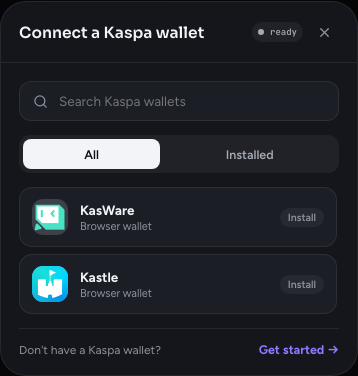 Connect a Kaspa wallet
ready
Search Kaspa wallets
All
Installed
KasWare
Browser wallet
Install
Kastle
Browser wallet
Install
Don't have a Kaspa wallet?
Get started →